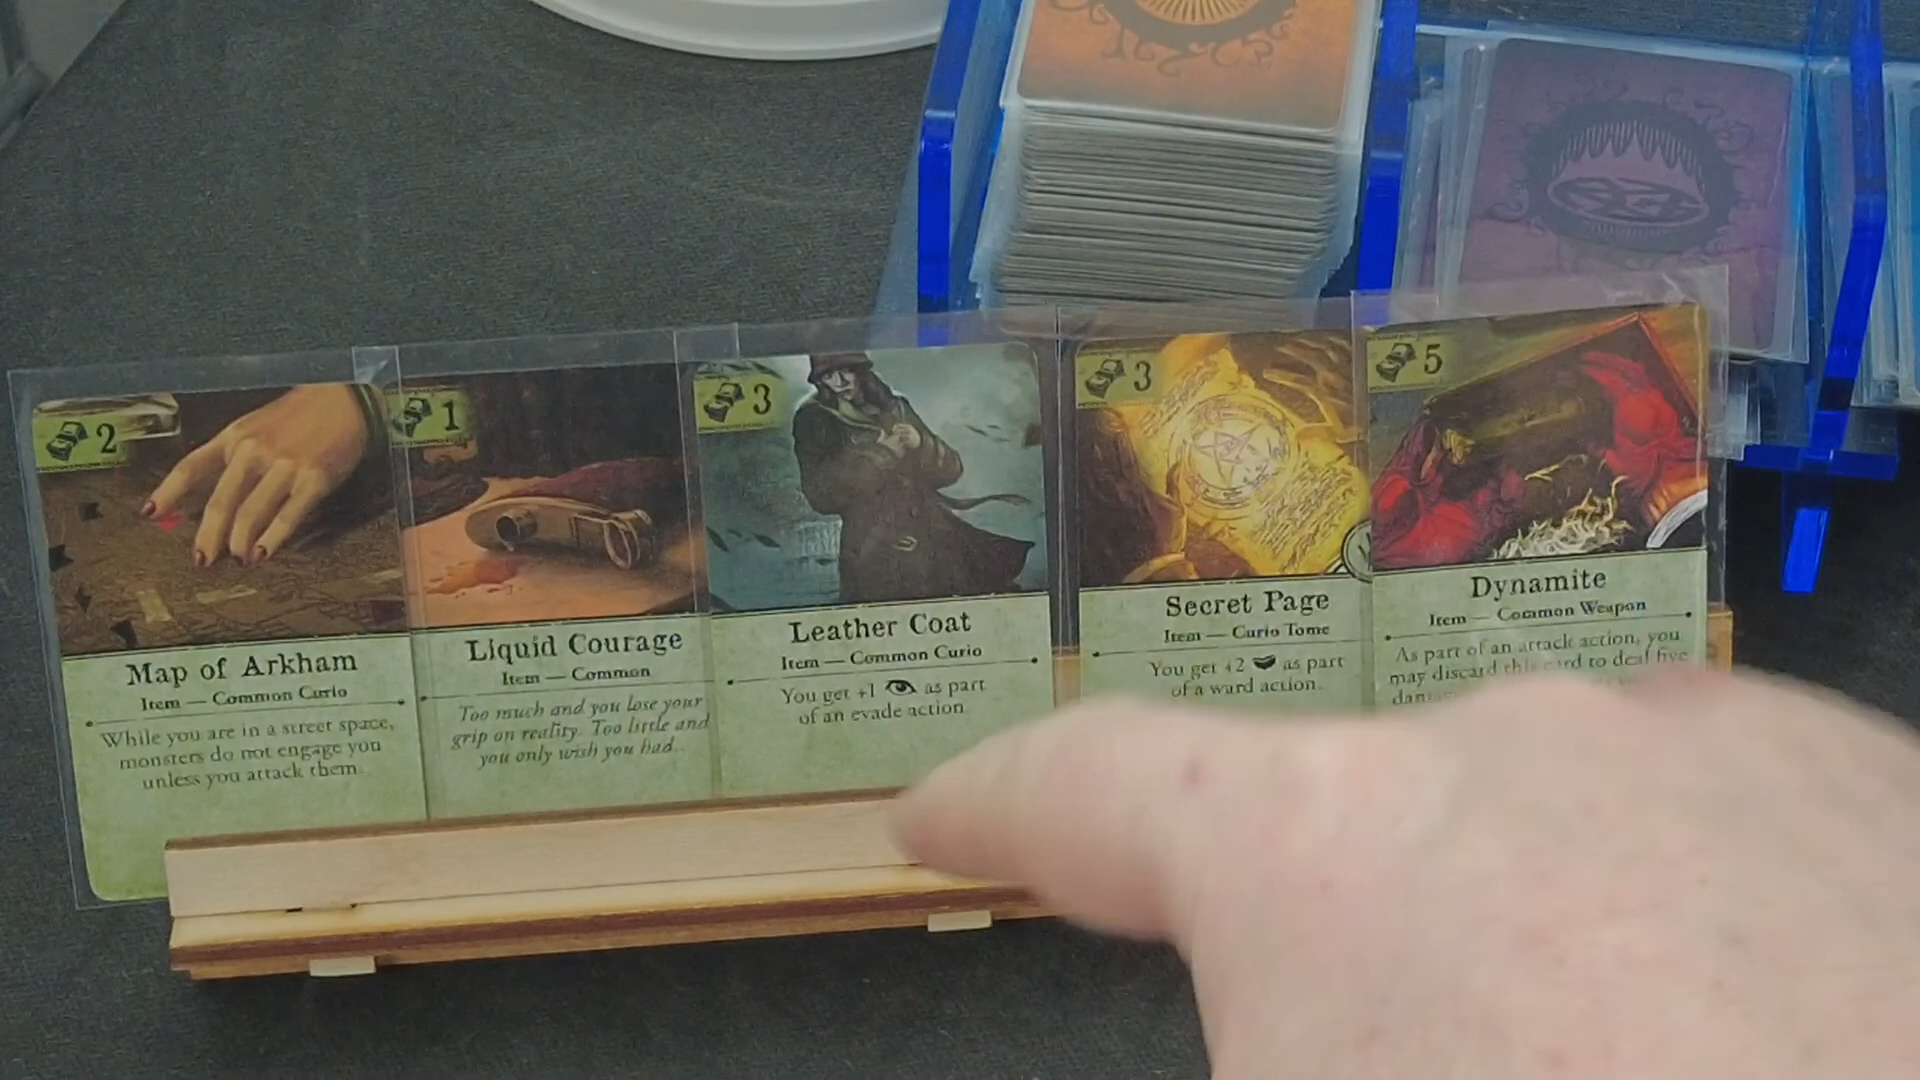 2
Map of Arkham
Item — Common Curio
While you are in a street space,
monsters do not engage you
unless you attack them.
1
Liquid Courage
Item — Common
Too much and you lose your
grip on reality. Too little and
you only wish you had...
3
Leather Coat
Item — Common Curio
You get +1 as part
of an evade action.
3
Secret Page
Item — Curio Tome
You get +2 as part
of a ward action.
5
Dynamite
Item — Common Weapon
As part of an attack action, you
may discard this card to deal five